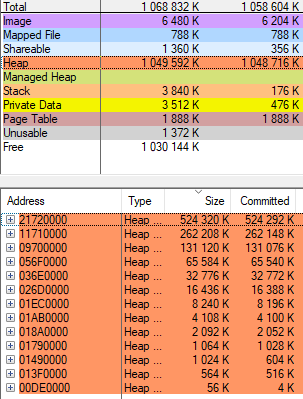 Total 1 068 832 K 1 058 604 K
Image 6 480 K 6 204 K
Mapped File 788 K 788 K
Shareable 1 360 K 356 K
Heap 1 049 592 K 1 048 716 K
Managed Heap
Stack 3 840 K 176 K
Private Data 3 512 K 476 K
Page Table 1 888 K 1 888 K
Unusable 1 372 K
Free 1 030 144 K
Address Type Size Committed
21720000 Heap ... 524 320 K 524 292 K
11710000 Heap ... 262 208 K 262 148 K
09700000 Heap ... 131 120 K 131 076 K
056F0000 Heap ... 65 584 K 65 540 K
036E0000 Heap ... 32 776 K 32 772 K
026D0000 Heap ... 16 436 K 16 388 K
01EC0000 Heap ... 8 240 K 8 196 K
01AB0000 Heap ... 4 108 K 4 100 K
018A0000 Heap ... 2 092 K 2 052 K
01790000 Heap ... 1 064 K 1 028 K
01490000 Heap ... 1 024 K 604 K
013F0000 Heap ... 564 K 516 K
00DE0000 Heap ... 56 K 4 K